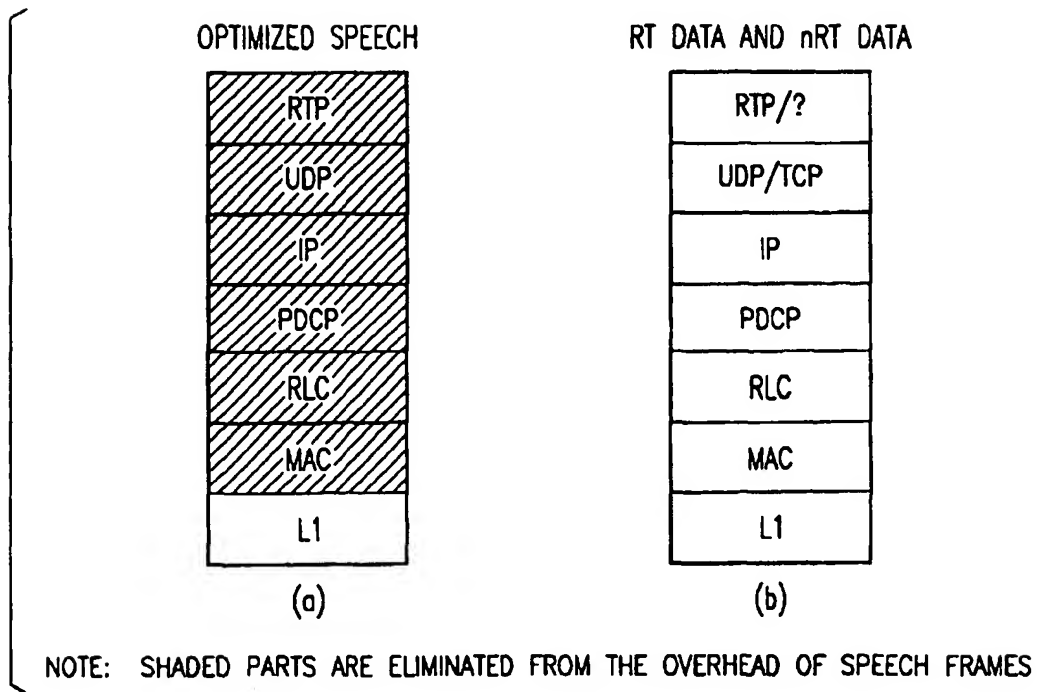 OPTIMIZED SPEECH
RTP
UDP
IP
PDCP
RLC
MAC
L1
(a)
RT DATA AND nRT DATA
RTP/?
UDP/TCP
IP
PDCP
RLC
MAC
L1
(b)
NOTE: SHADED PARTS ARE ELIMINATED FROM THE OVERHEAD OF SPEECH FRAMES